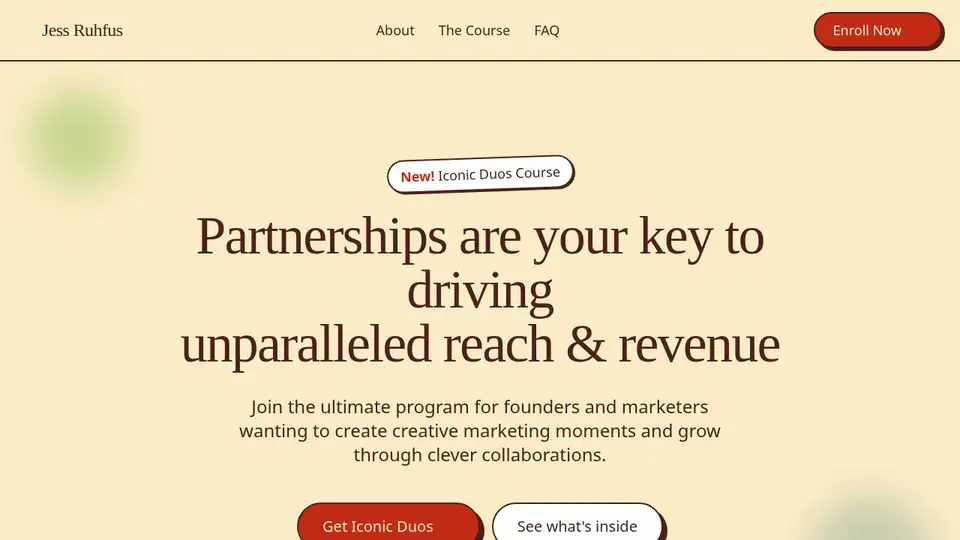 Jess Ruhfus
About
The Course
FAQ
Enroll Now
New! Iconic Duos Course
Partnerships are your key to
driving
unparalleled reach & revenue
Join the ultimate program for founders and marketers
wanting to create creative marketing moments and grow
through clever collaborations.
Get Iconic Duos
See what's inside